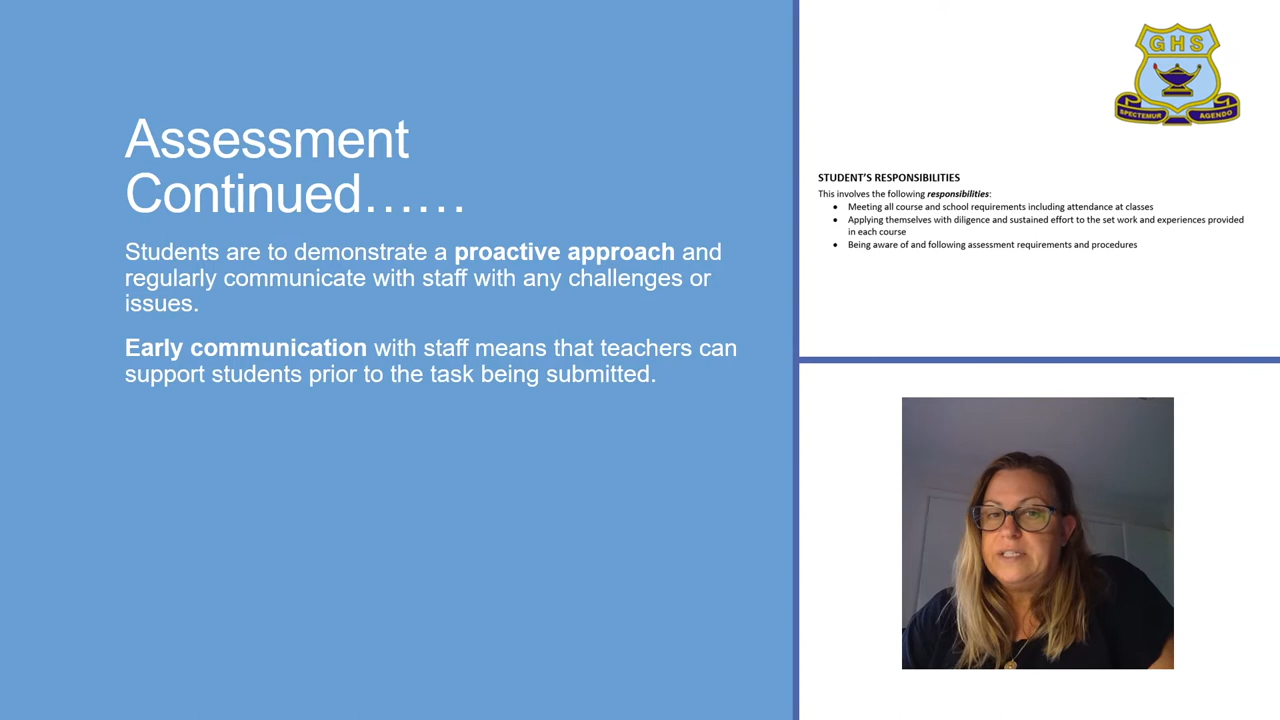 Assessment
Continued......
Students are to demonstrate a proactive approach and
regularly communicate with staff with any challenges or
issues.
Early communication with staff means that teachers can
support students prior to the task being submitted.
GHS
SPECTEMUR AGENDO
STUDENT'S RESPONSIBILITIES
This involves the following responsibilities:
• Meeting all course and school requirements including attendance at classes
• Applying themselves with diligence and sustained effort to the set work and experiences provided
in each course
• Being aware of and following assessment requirements and procedures